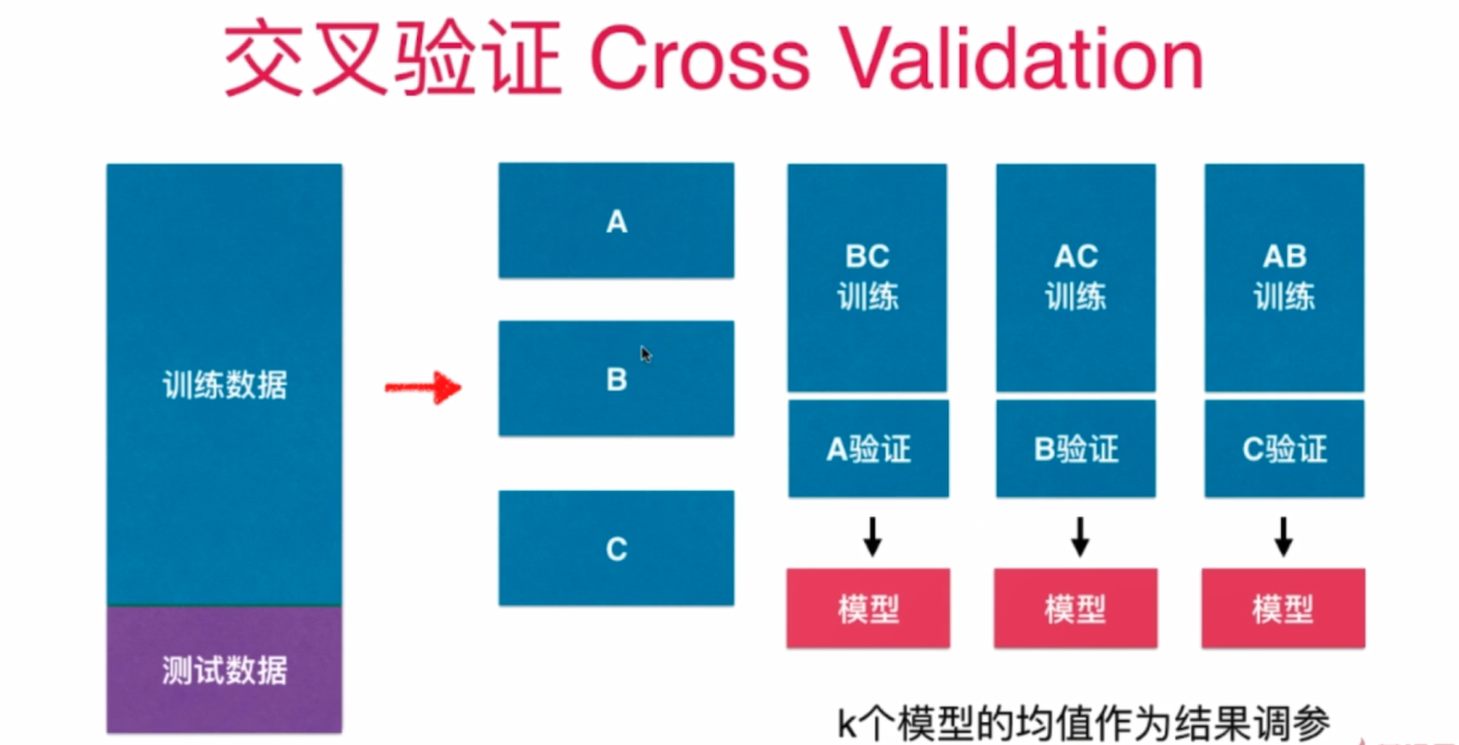 交叉验证 Cross Validation
训练数据
测试数据
A
B
C
BC
训练
A验证
模型
AC
训练
B验证
模型
AB
训练
C验证
模型
k个模型的均值作为结果调参